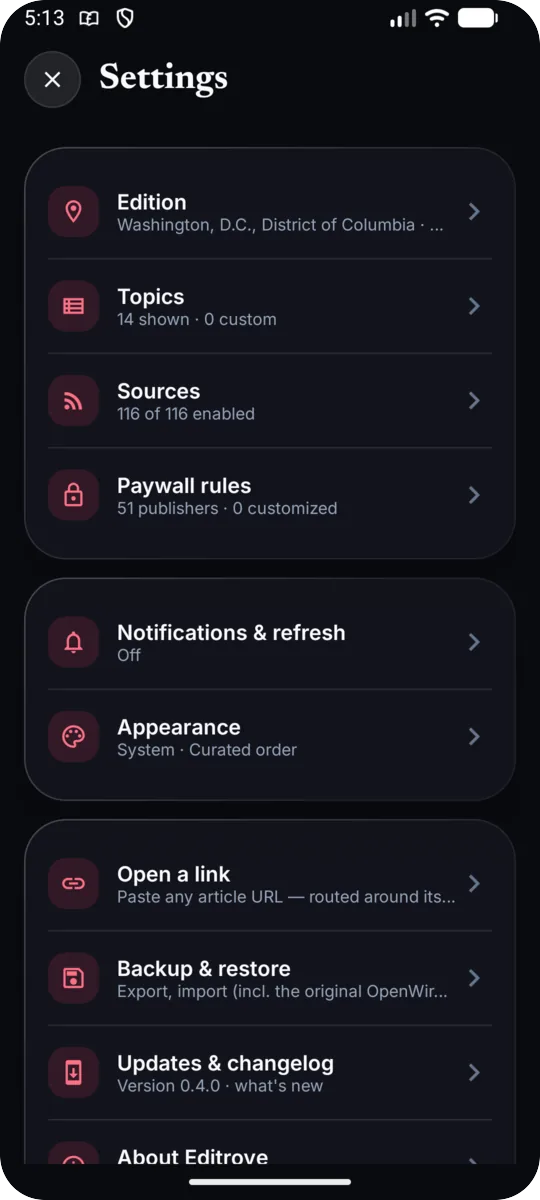 5:13
Settings
Edition
Washington, D.C., District of Columbia · ...
Topics
14 shown · 0 custom
Sources
116 of 116 enabled
Paywall rules
51 publishers · 0 customized
Notifications & refresh
Off
Appearance
System · Curated order
Open a link
Paste any article URL — routed around its...
Backup & restore
Export, import (incl. the original OpenWir...
Updates & changelog
Version 0.4.0 · what's new
About Editrove